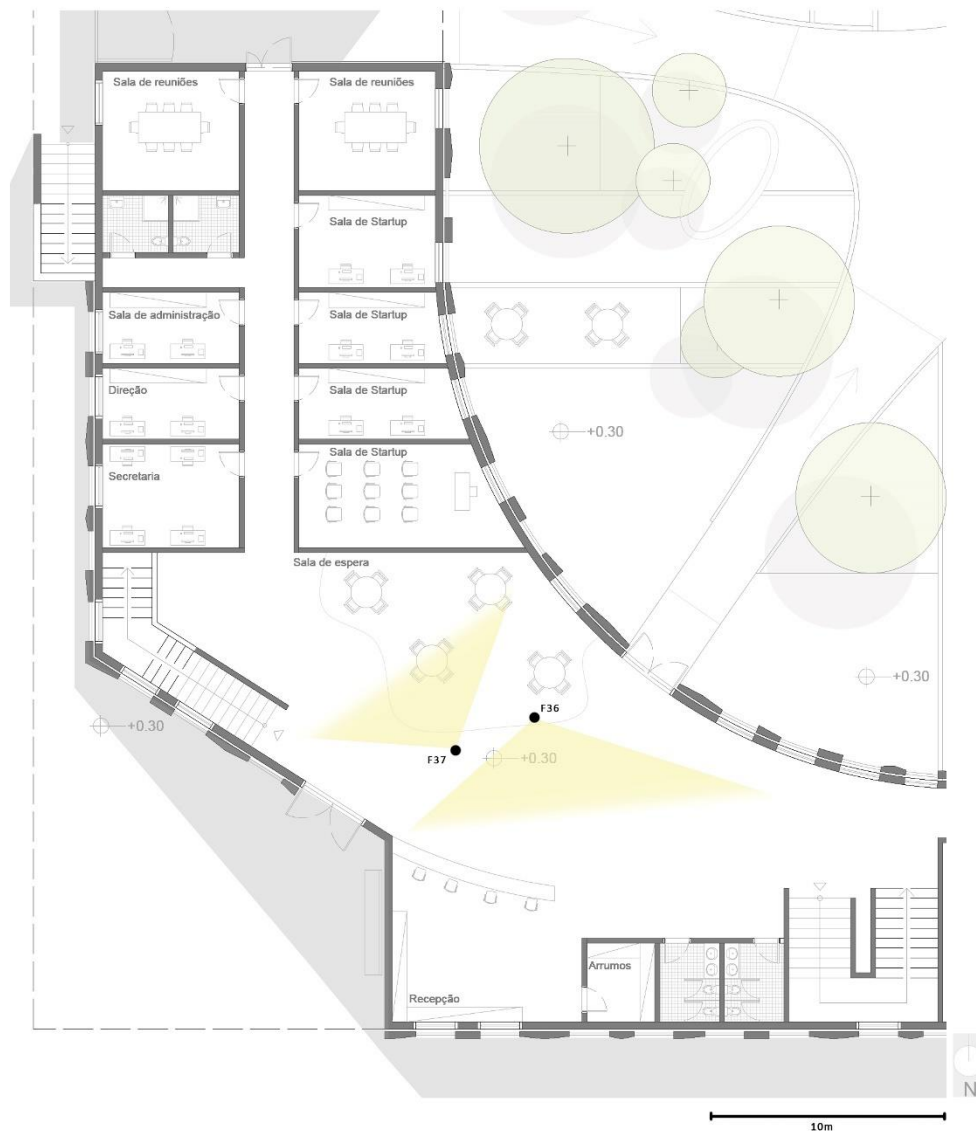 Sala de reuniões
Sala de reuniões
Sala de Startup
Sala de administração
Sala de Startup
Direção
Sala de Startup
Secretaria
Sala de Startup
+0.30
Sala de espera
+0.30
+0.30
F36
F37
+0.30
Arrumos
Recepção
N
10m